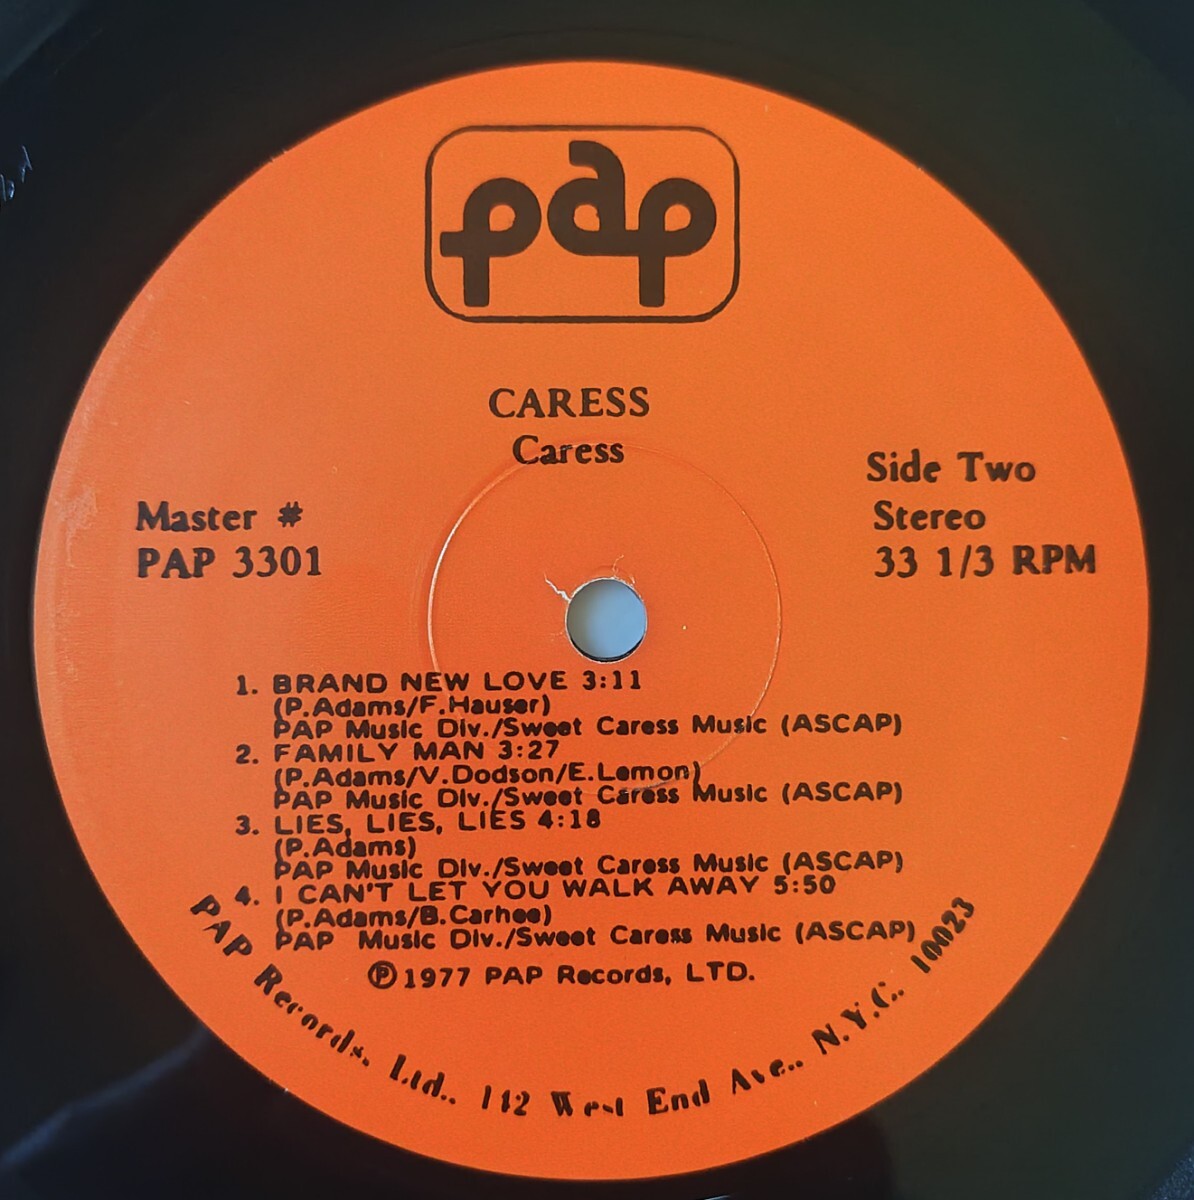 pap
CARESS
Caress
Side Two
Stereo
33 1/3 RPM
Master #
PAP 3301
1. BRAND NEW LOVE 3:11
(P.Adams/F.Hauser)
PAP Music Div./Sweet Caress Music (ASCAP)
2. FAMILY MAN 3:27
(P.Adams/V.Dodson/E.Lemon)
PAP Music Div./Sweet Caress Music (ASCAP)
3. LIES, LIES, LIES 4:18
(P.Adams)
PAP Music Div./Sweet Caress Music (ASCAP)
4. I CAN'T LET YOU WALK AWAY 5:50
(P.Adams/B.Carhee)
PAP Music Div./Sweet Caress Music (ASCAP)
℗1977 PAP Records, LTD.
PAP Records, Ltd., 142 West End Ave., N.Y.C. 10023